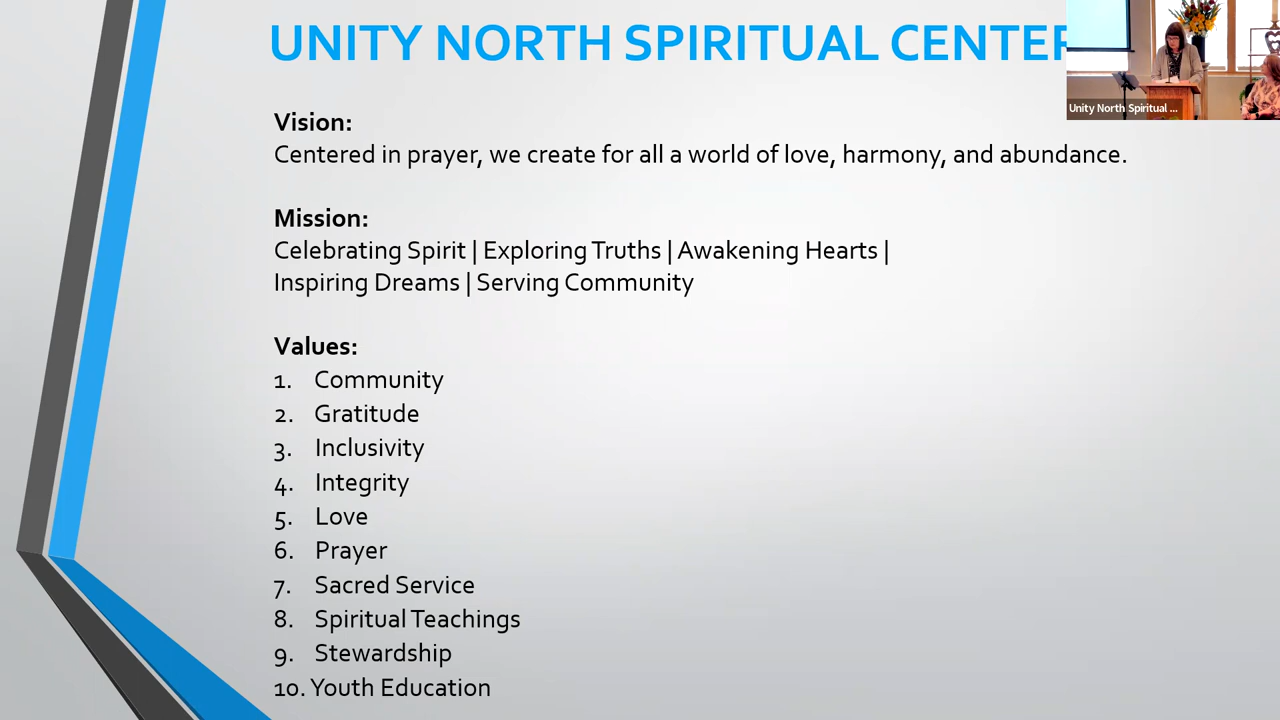 UNITY NORTH SPIRITUAL CENTER
Unity North Spiritual ...
Vision:
Centered in prayer, we create for all a world of love, harmony, and abundance.
Mission:
Celebrating Spirit | Exploring Truths | Awakening Hearts |
Inspiring Dreams | Serving Community
Values:
1. Community
2. Gratitude
3. Inclusivity
4. Integrity
5. Love
6. Prayer
7. Sacred Service
8. Spiritual Teachings
9. Stewardship
10. Youth Education